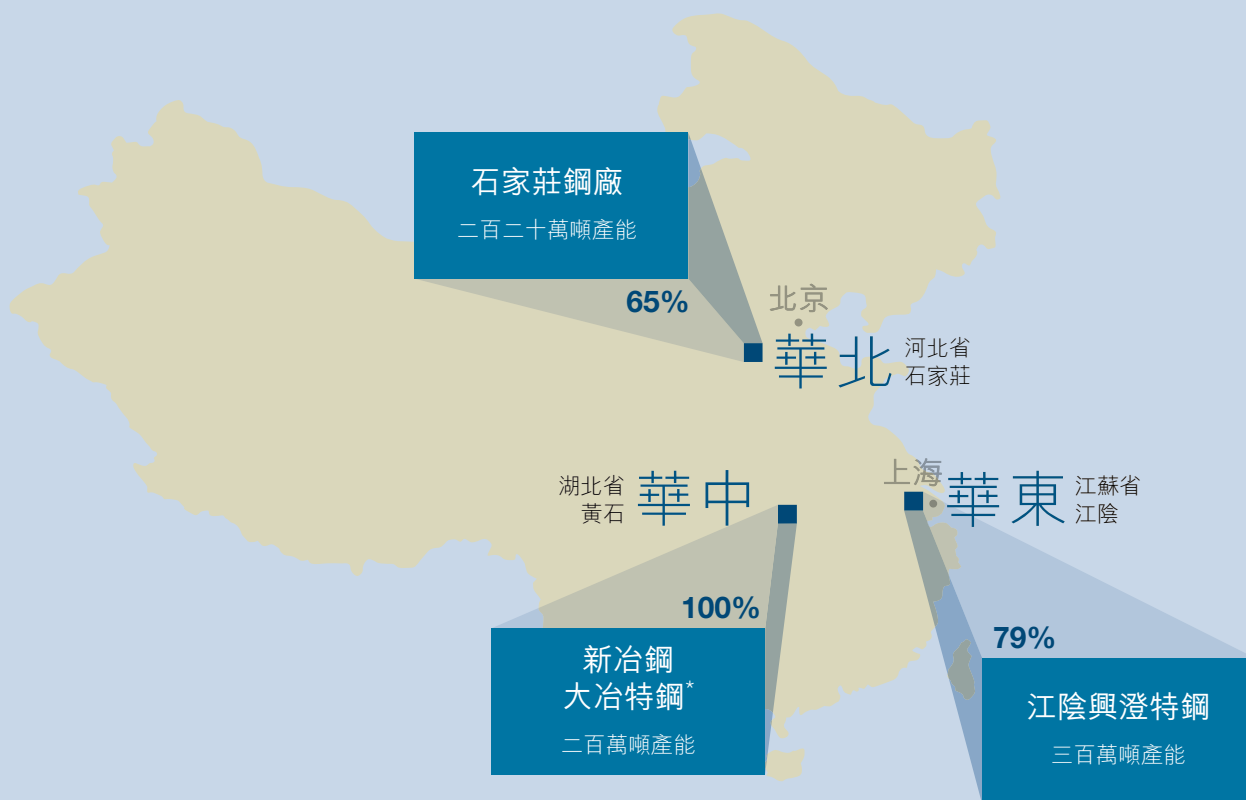 石家莊鋼廠
二百二十萬噸產能
65%
北京
華北
河北省
石家莊
湖北省
黃石
華中
上海
華東
江蘇省
江陰
100%
新冶鋼
大冶特鋼*
二百萬噸產能
79%
江陰興澄特鋼
三百萬噸產能